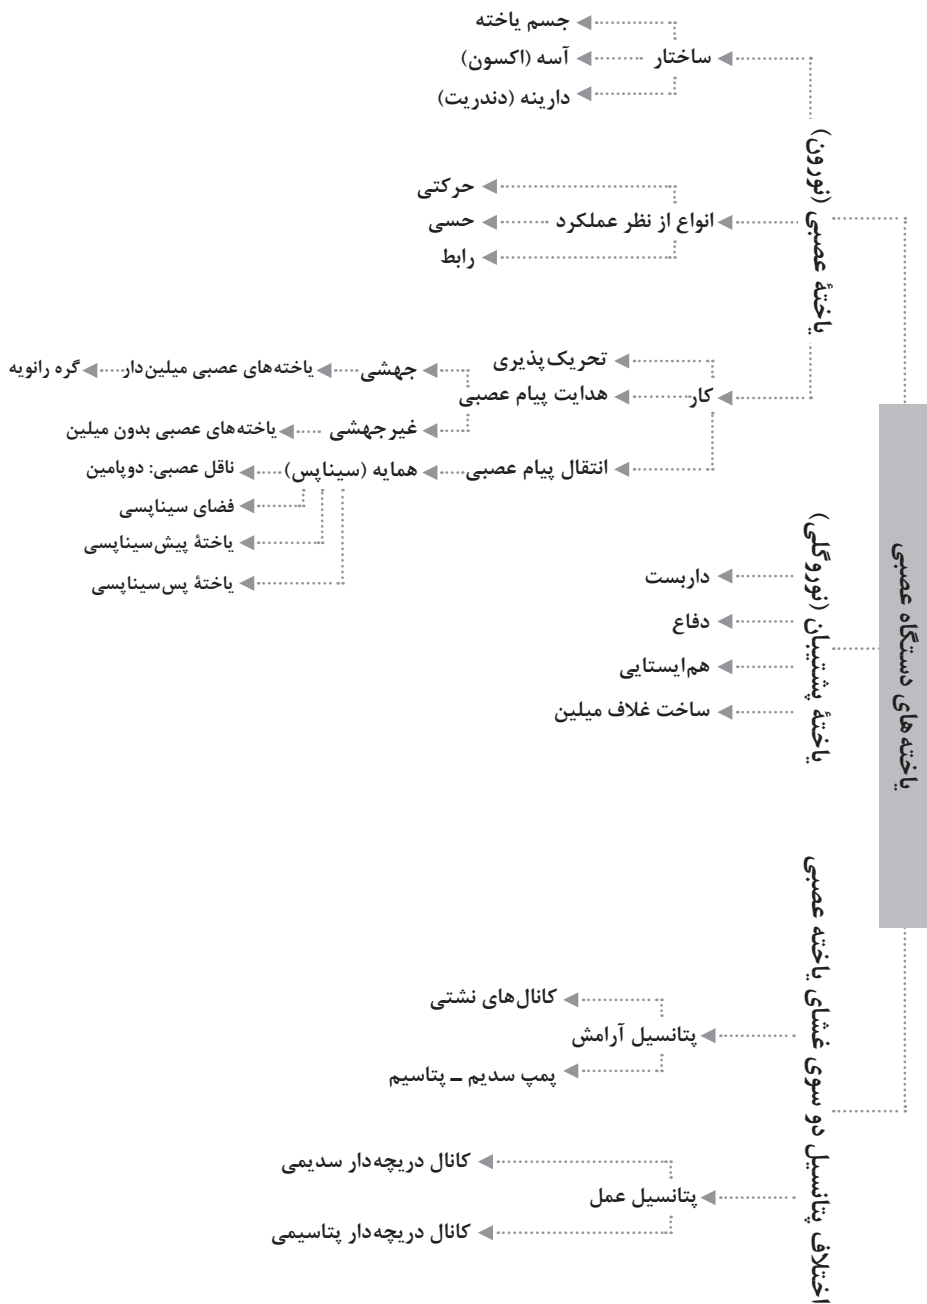 یاخته‌های دستگاه عصبی
یاختهٔ عصبی (نورون)
ساختار
جسم یاخته
آسه (اکسون)
دارینه (دندریت)
انواع از نظر عملکرد
حرکتی
حسی
رابط
کار
تحریک‌پذیری
هدایت پیام عصبی
جهشی
یاخته‌های عصبی میلین‌دار
گره رانویه
غیرجهشی
یاخته‌های عصبی بدون میلین
انتقال پیام عصبی
همایه (سیناپس)
ناقل عصبی: دوپامین
فضای سیناپسی
یاختهٔ پیش‌سیناپسی
یاختهٔ پس‌سیناپسی
یاختهٔ پشتیبان (نوروگلی)
داربست
دفاع
هم‌ایستایی
ساخت غلاف میلین
اختلاف پتانسیل دو سوی غشای یاخته عصبی
پتانسیل آرامش
کانال‌های نشتی
پمپ سدیم ــ پتاسیم
پتانسیل عمل
کانال دریچه‌دار سدیمی
کانال دریچه‌دار پتاسیمی